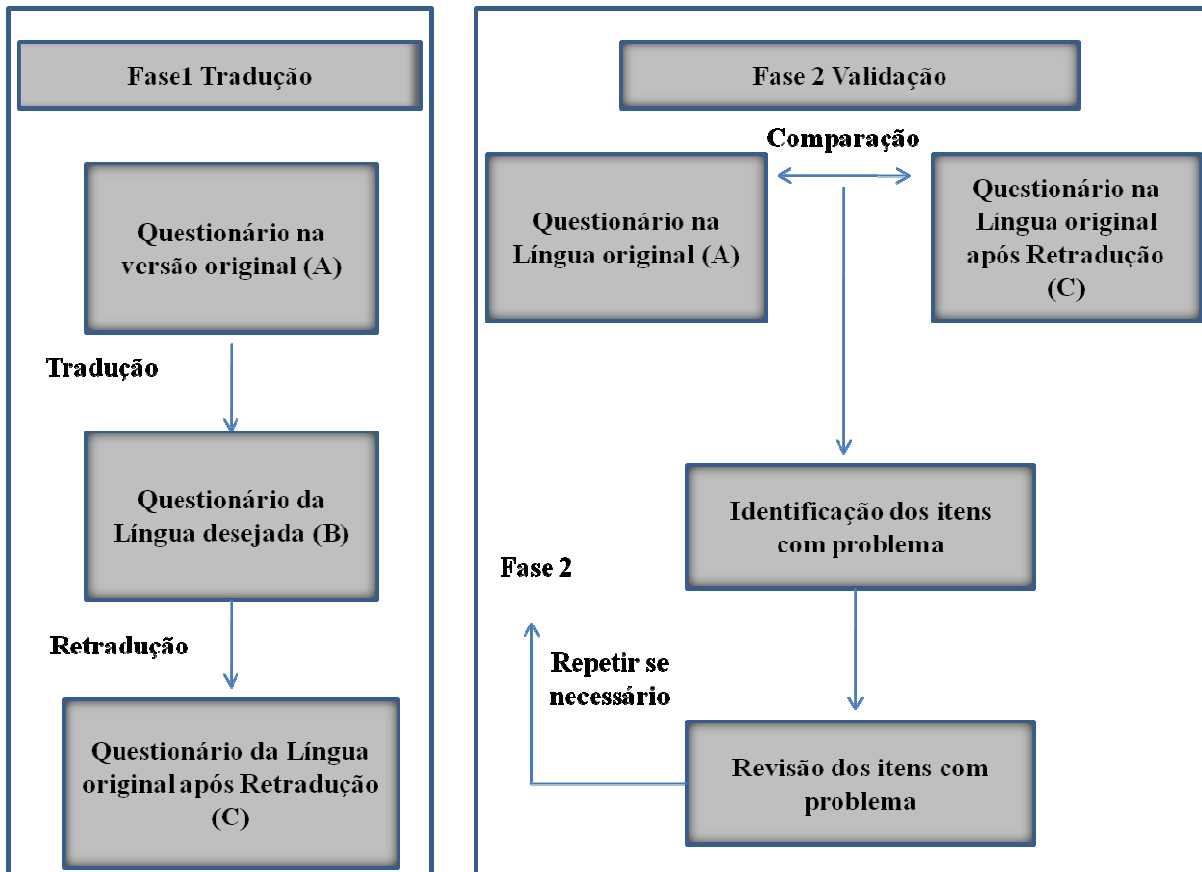 Fase1 Tradução
Questionário na
versão original (A)
Tradução
Questionário da
Língua desejada (B)
Retradução
Questionário da Língua
original após Retradução
(C)
Fase 2 Validação
Comparação
Questionário na
Língua original (A)
Questionário na
Língua original
após Retradução
(C)
Identificação dos itens
com problema
Fase 2
Repetir se
necessário
Revisão dos itens com
problema